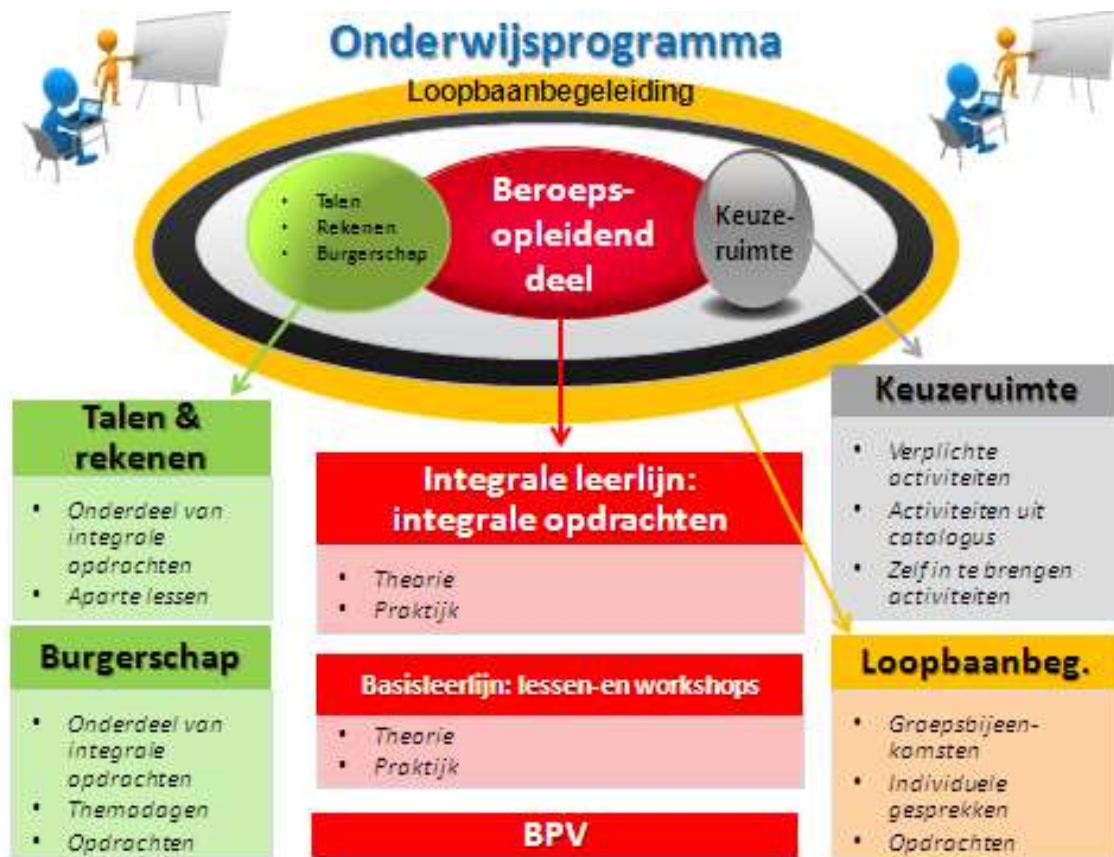 Onderwijsprogramma
Loopbaanbegeleiding
• Talen
• Rekenen
• Burgerschap
Beroeps-
opleidend
deel
Keuze-
ruimte
Talen &
rekenen
• Onderdeel van
integrale
opdrachten
• Aparte lessen
Burgerschap
• Onderdeel van
integrale
opdrachten
• Themadagen
• Opdrachten
Integrale leerlijn:
integrale opdrachten
• Theorie
• Praktijk
Basisleerlijn: lessen-en workshops
• Theorie
• Praktijk
BPV
Keuzeruimte
• Verplichte
activiteiten
• Activiteiten uit
catalogus
• Zelf in te brengen
activiteiten
Loopbaanbeg.
• Groepsbijeen-
komsten
• Individuele
gesprekken
• Opdrachten